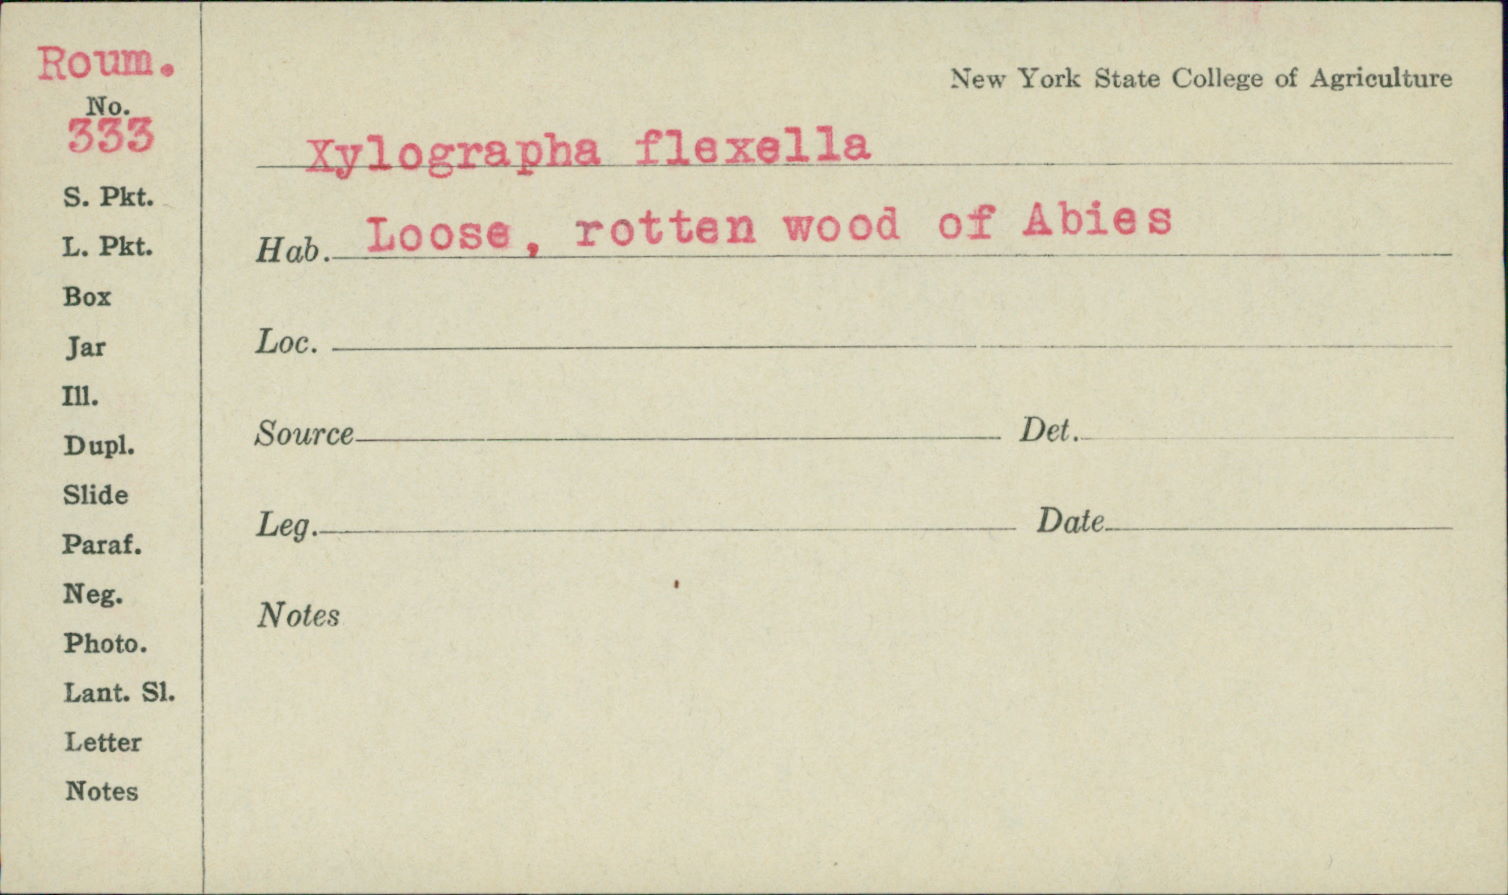 Roum.
No.
333
S. Pkt.
L. Pkt.
Box
Jar
Ill.
Dupl.
Slide
Paraf.
Neg.
Photo.
Lant. Sl.
Letter
Notes
New York State College of Agriculture
Xylographa flexella
Hab. Loose, rotten wood of Abies
Loc.
Source Det.
Leg. Date
Notes